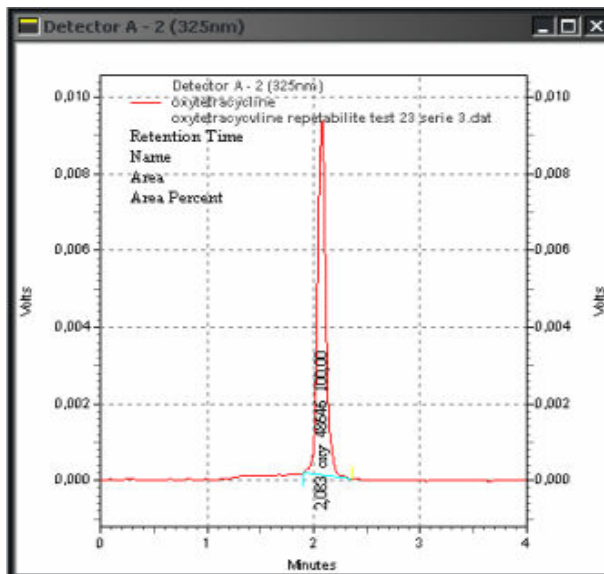 Detector A - 2 (325nm)
Detector A - 2 (325nm)
oxytetracycline
oxytetracycvline repetabilite test 23 serie 3.dat
Retention Time
Name
Area
Area Percent
0,010
0,008
0,006
0,004
0,002
0,000
Volts
0,010
0,008
0,006
0,004
0,002
0,000
Volts
2,083 oxy 48646 100,00
0 1 2 3 4
Minutes